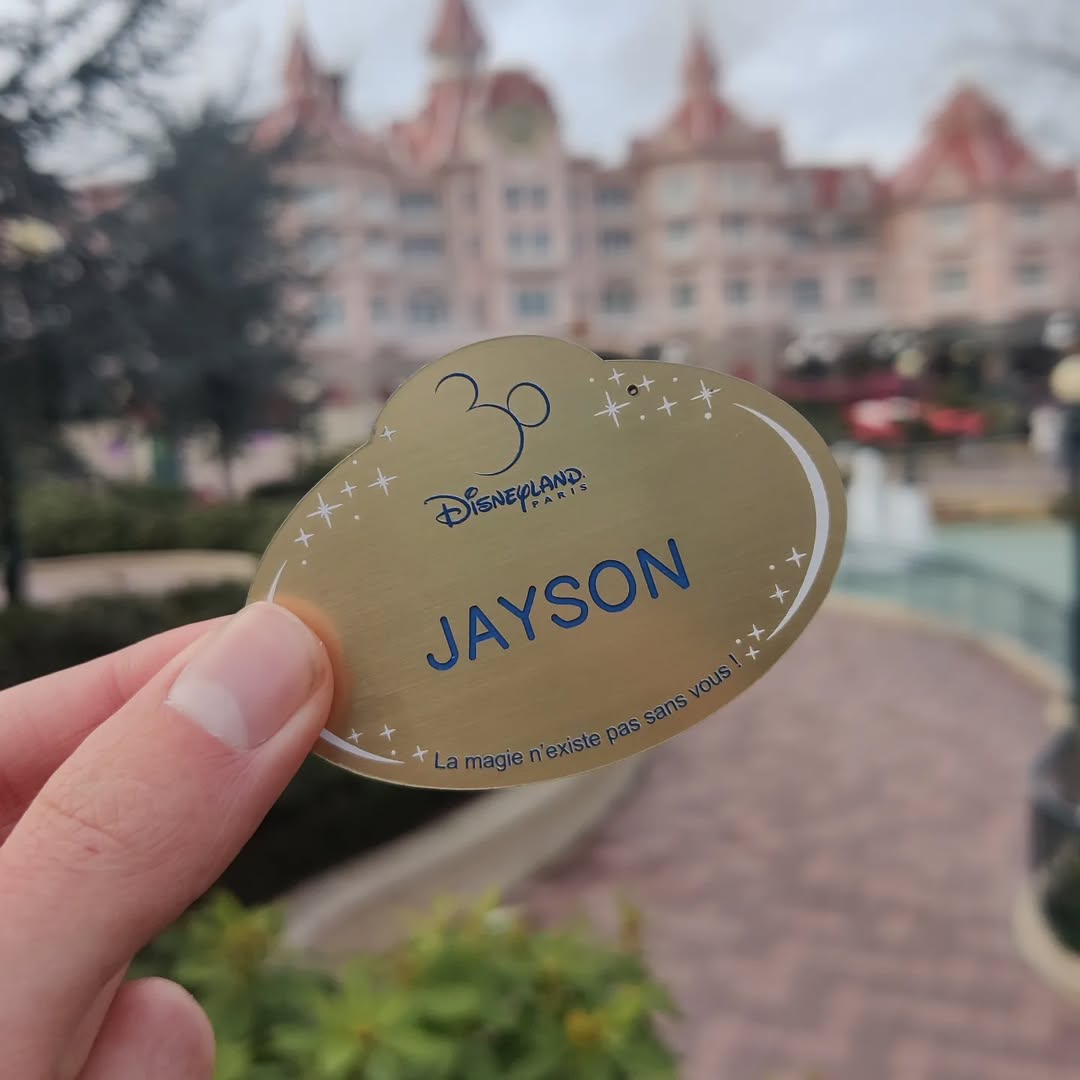 30
Disneyland
PARIS
JAYSON
La magie n'existe pas sans vous !